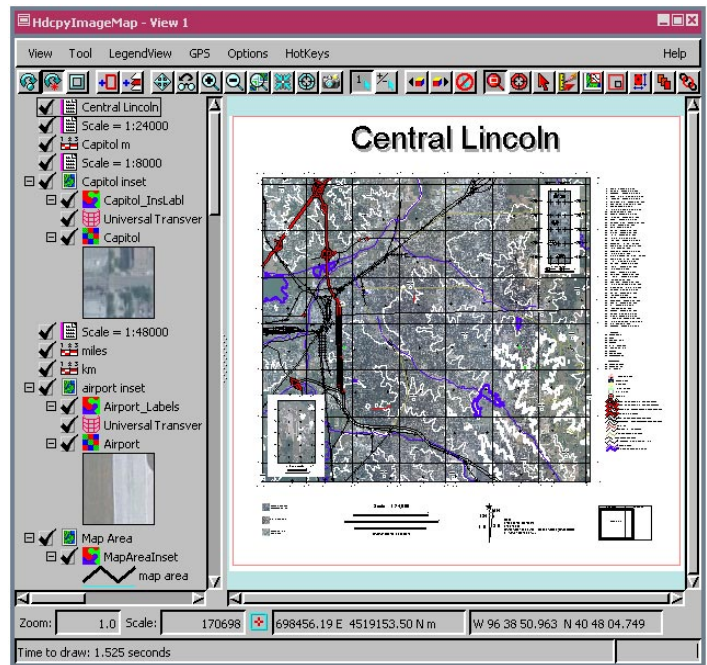 HdcpyImageMap - View 1
View Tool LegendView GPS Options HotKeys Help
Central Lincoln
Scale = 1:24000
Capitol m
Scale = 1:8000
Capitol inset
Capitol_InsLabl
Universal Transver
Capitol
Scale = 1:48000
miles
km
airport inset
Airport_Labels
Universal Transver
Airport
Map Area
MapAreaInset
map area
Central Lincoln
Zoom: 1.0 Scale: 170698 698456.19 E 4519153.50 N m W 96 38 50.963 N 40 48 04.749
Time to draw: 1.525 seconds